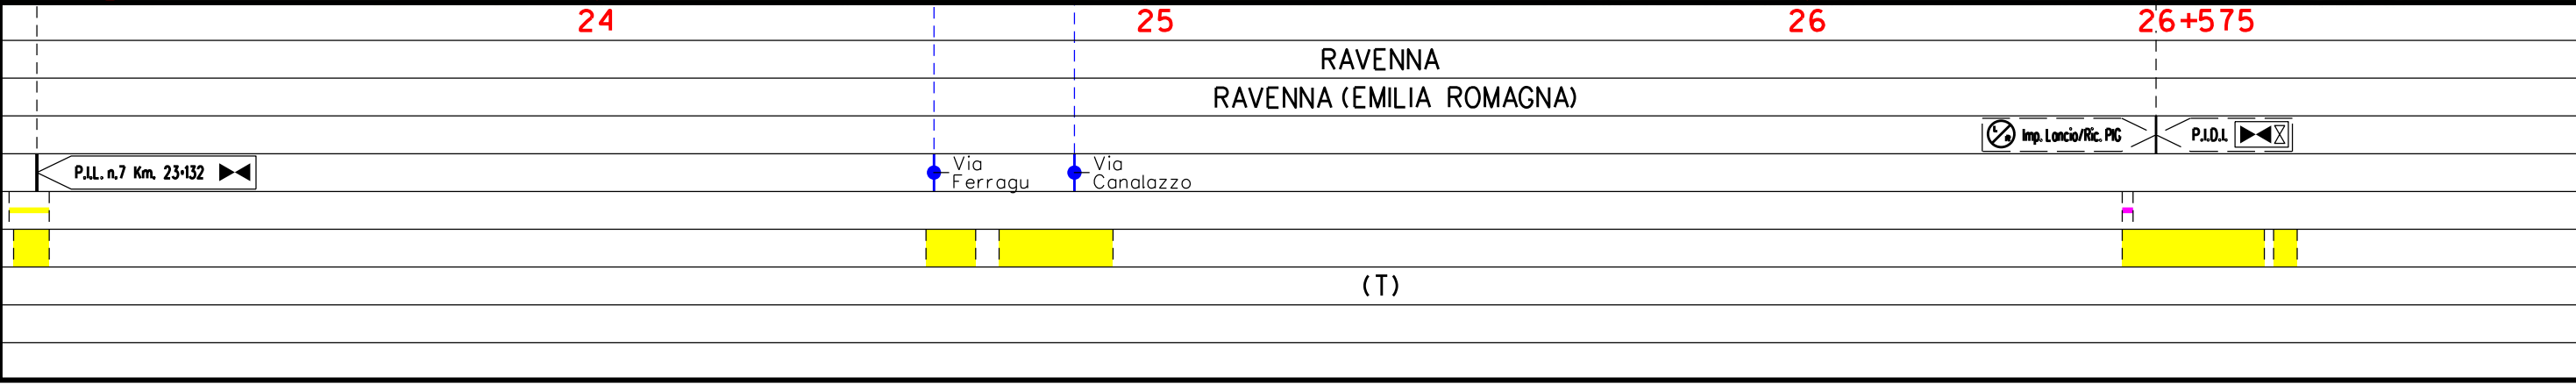 24 25 26 26+575
RAVENNA
RAVENNA (EMILIA ROMAGNA)
Imp. Lancio/Ric. PIG P.I.D.I.
P.I.L. n.7 Km. 23+132
Via
Ferragu
Via
Canalazzo
(T)